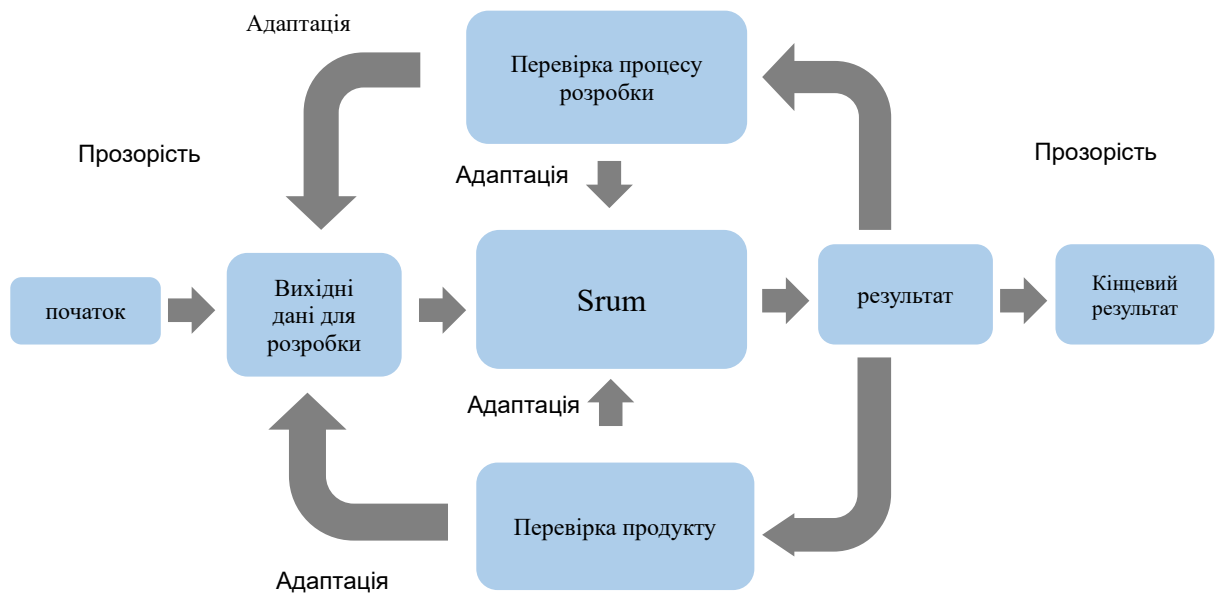 Адаптація
Перевірка процесу
розробки
Прозорість
Прозорість
Адаптація
початок
Вихідні
дані для
розробки
Srum
результат
Кінцевий
результат
Адаптація
Перевірка продукту
Адаптація